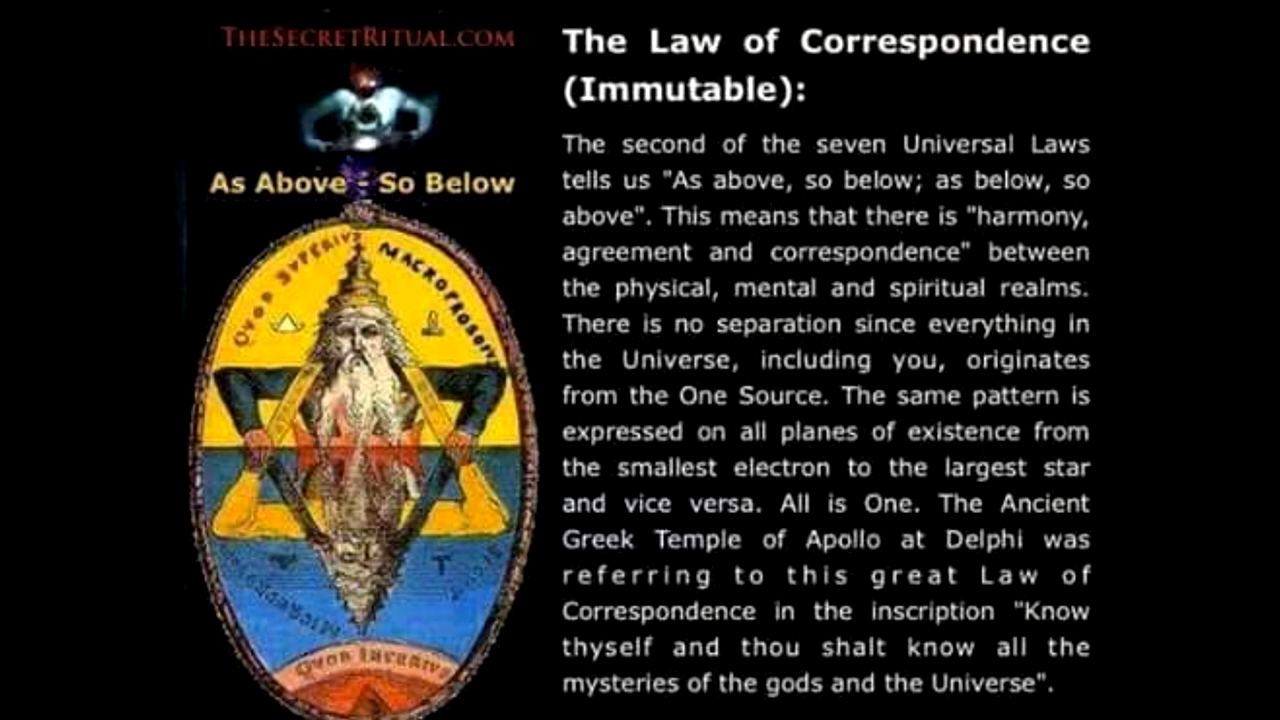 THESECRETRITUAL.COM
As Above - So Below
QVOD SVPERIVS
MACROPROSOPVS
QVOD INFERIVS
The Law of Correspondence
(Immutable):
The second of the seven Universal Laws
tells us "As above, so below; as below, so
above". This means that there is "harmony,
agreement and correspondence" between
the physical, mental and spiritual realms.
There is no separation since everything in
the Universe, including you, originates
from the One Source. The same pattern is
expressed on all planes of existence from
the smallest electron to the largest star
and vice versa. All is One. The Ancient
Greek Temple of Apollo at Delphi was
referring to this great Law of
Correspondence in the inscription "Know
thyself and thou shalt know all the
mysteries of the gods and the Universe".